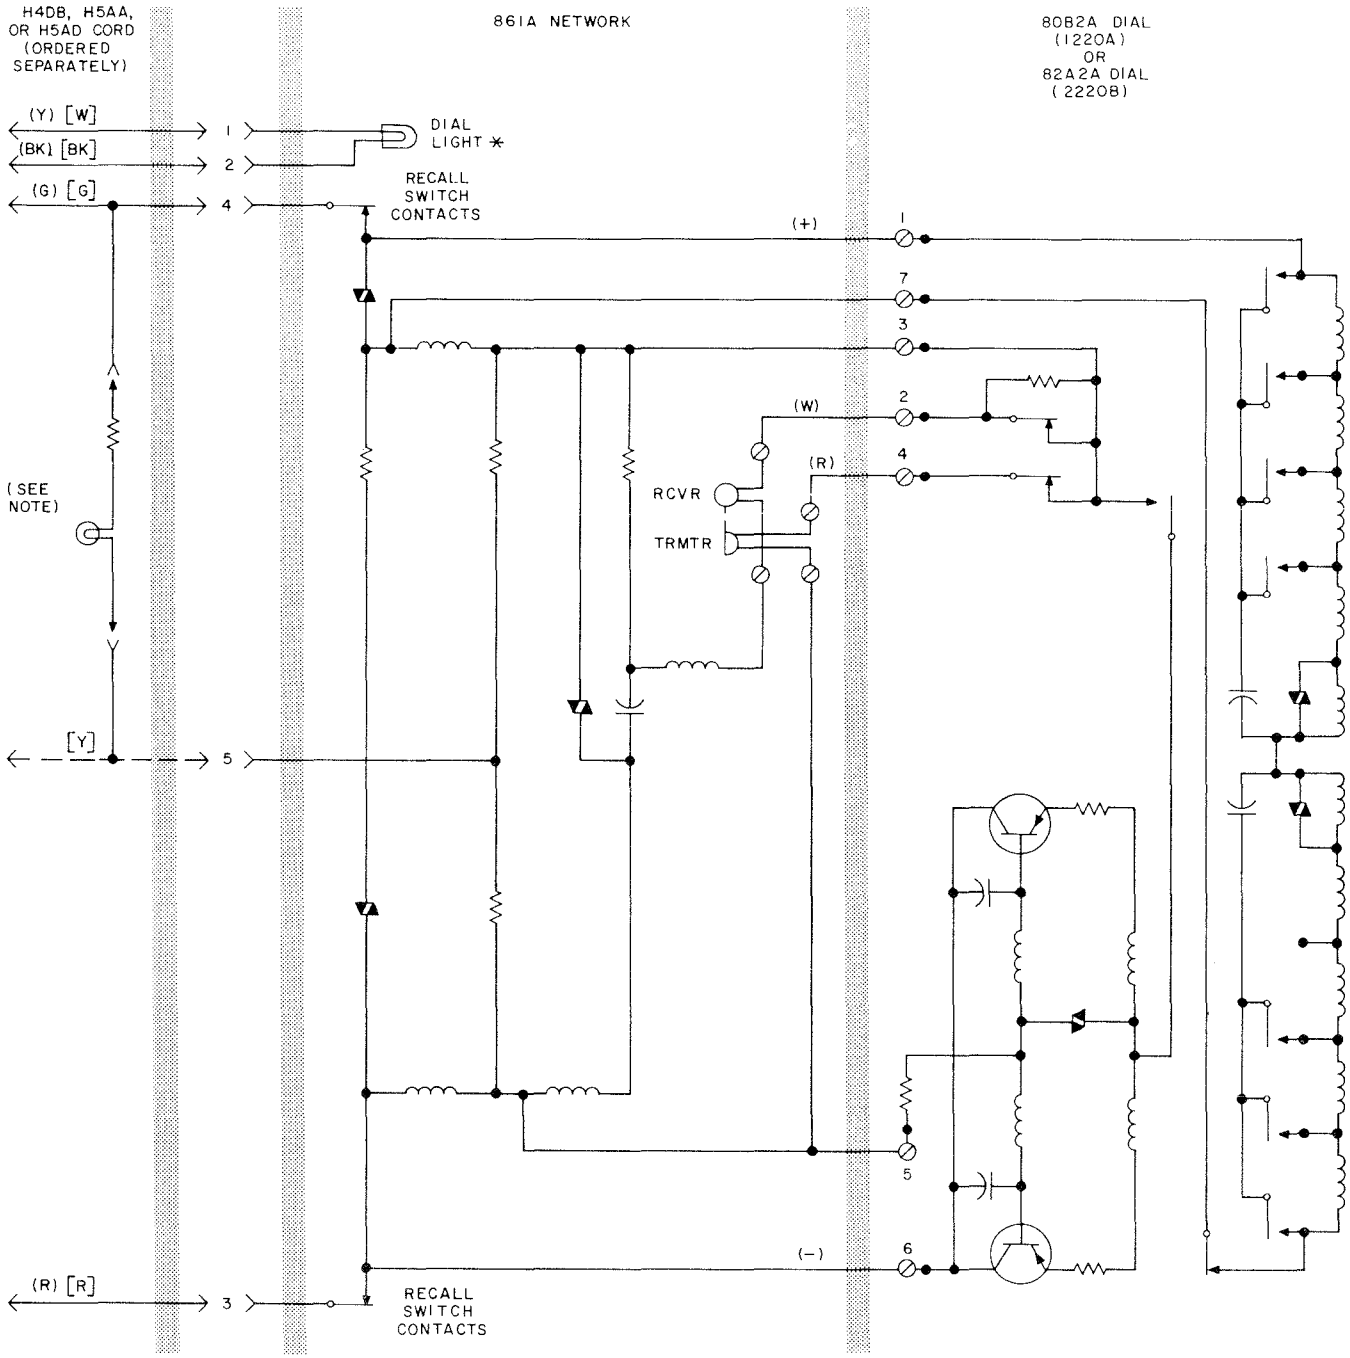 H4DB, H5AA,
OR H5AD CORD
(ORDERED
SEPARATELY)
861A NETWORK
80B2A DIAL
(1220A)
OR
82A2A DIAL
(2220B)
(Y) [W]
1
DIAL
LIGHT *
(BK) [BK]
2
(G) [G]
4
RECALL
SWITCH
CONTACTS
(+)
1
7
3
(W)
2
(R)
4
(SEE
NOTE)
RCVR
TRMTR
[Y]
5
5
(-)
6
(R) [R]
3
RECALL
SWITCH
CONTACTS